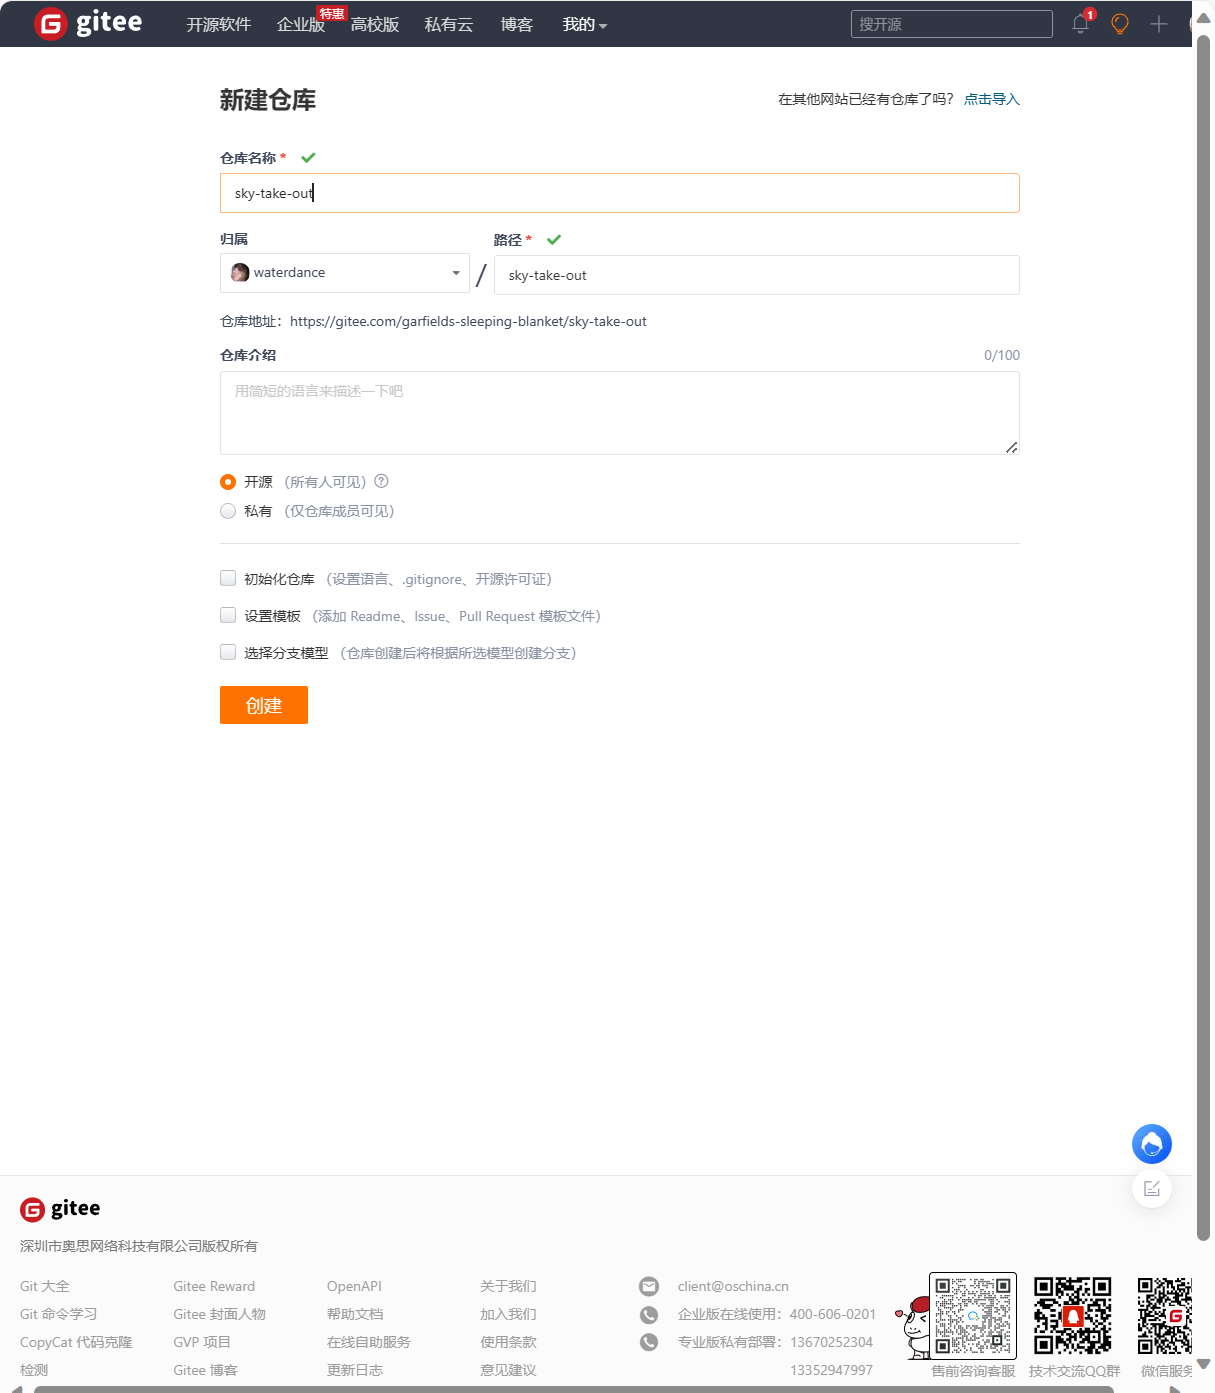 gitee 开源软件 企业版 特惠 高校版 私有云 博客 我的 搜开源 1
新建仓库 在其他网站已经有仓库了吗？ 点击导入
仓库名称 *
sky-take-out
归属 路径 *
waterdance / sky-take-out
仓库地址：https://gitee.com/garfields-sleeping-blanket/sky-take-out
仓库介绍 0/100
用简短的语言来描述一下吧
开源 （所有人可见）
私有 （仅仓库成员可见）
初始化仓库 （设置语言、.gitignore、开源许可证）
设置模板 （添加 Readme、Issue、Pull Request 模板文件）
选择分支模型 （仓库创建后将根据所选模型创建分支）
创建
gitee
深圳市奥思网络科技有限公司版权所有
Git 大全 Gitee Reward OpenAPI 关于我们 client@oschina.cn
Git 命令学习 Gitee 封面人物 帮助文档 加入我们 企业版在线使用：400-606-0201
CopyCat 代码克隆 GVP 项目 在线自助服务 使用条款 专业版私有部署：13670252304
检测 Gitee 博客 更新日志 意见建议 13352947997
售前咨询客服 技术交流QQ群 微信服务